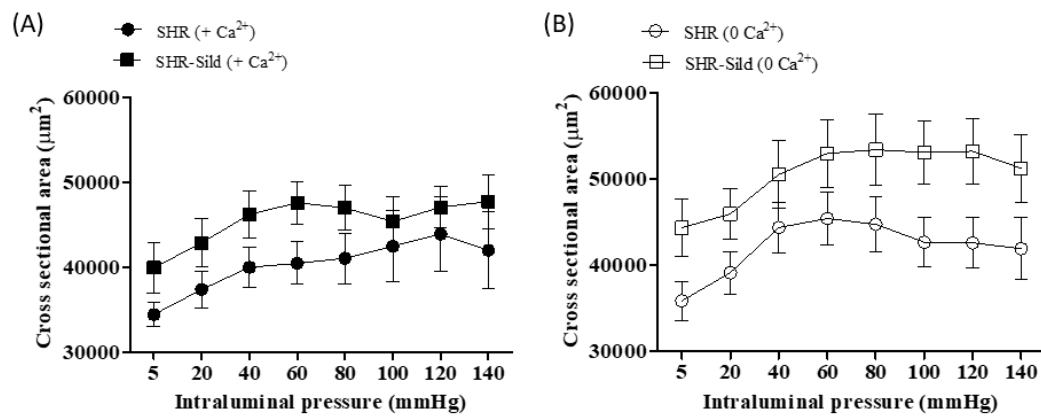 (A)
SHR (+ Ca²⁺)
SHR-Sild (+ Ca²⁺)
60000
50000
40000
30000
Cross sectional area (μm²)
5 20 40 60 80 100 120 140
Intraluminal pressure (mmHg)
(B)
SHR (0 Ca²⁺)
SHR-Sild (0 Ca²⁺)
60000
50000
40000
30000
Cross sectional area (μm²)
5 20 40 60 80 100 120 140
Intraluminal pressure (mmHg)